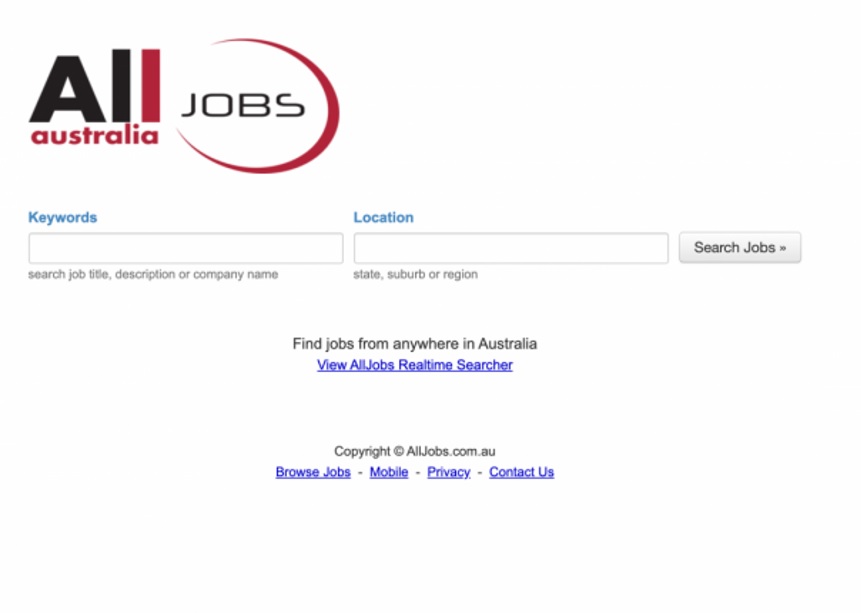 All JOBS
australia
Keywords Location
Search Jobs »
search job title, description or company name state, suburb or region
Find jobs from anywhere in Australia
View AllJobs Realtime Searcher
Copyright © AllJobs.com.au
Browse Jobs - Mobile - Privacy - Contact Us